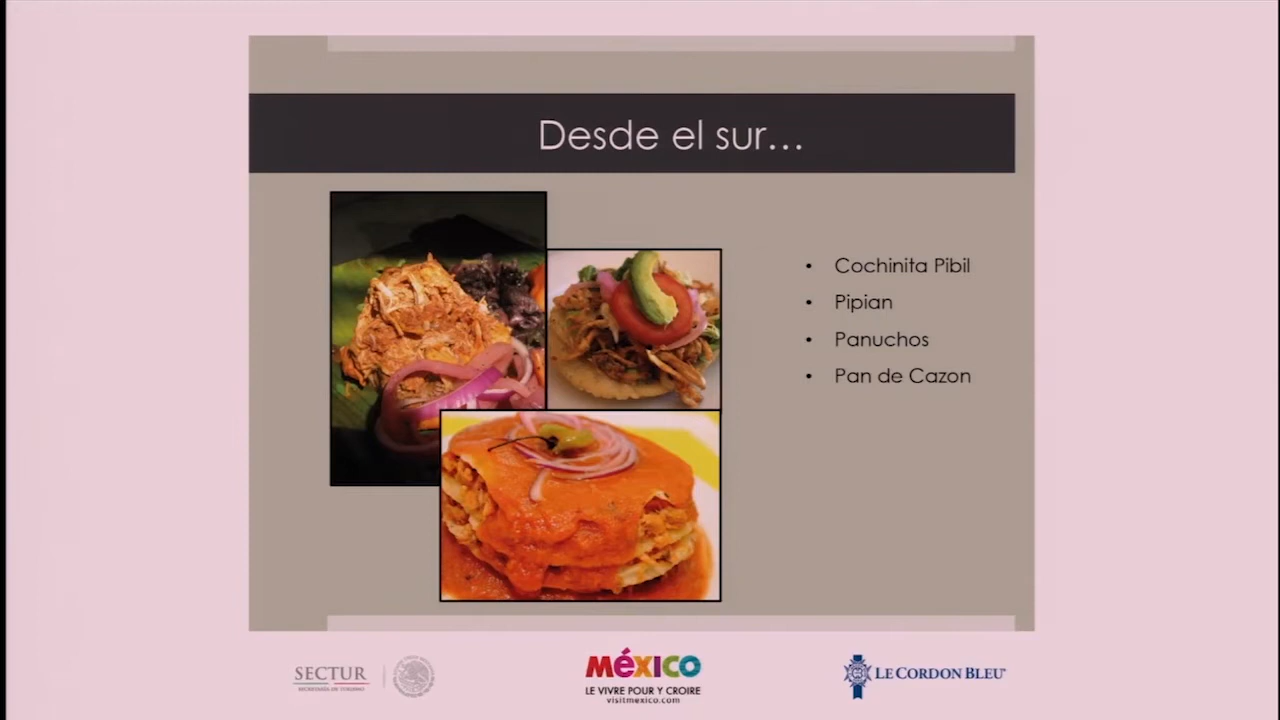 Desde el sur...
• Cochinita Pibil
• Pipian
• Panuchos
• Pan de Cazon
SECTUR
SECRETARÍA DE TURISMO
méxico
LE VIVRE POUR Y CROIRE
visitmexico.com
LE CORDON BLEU